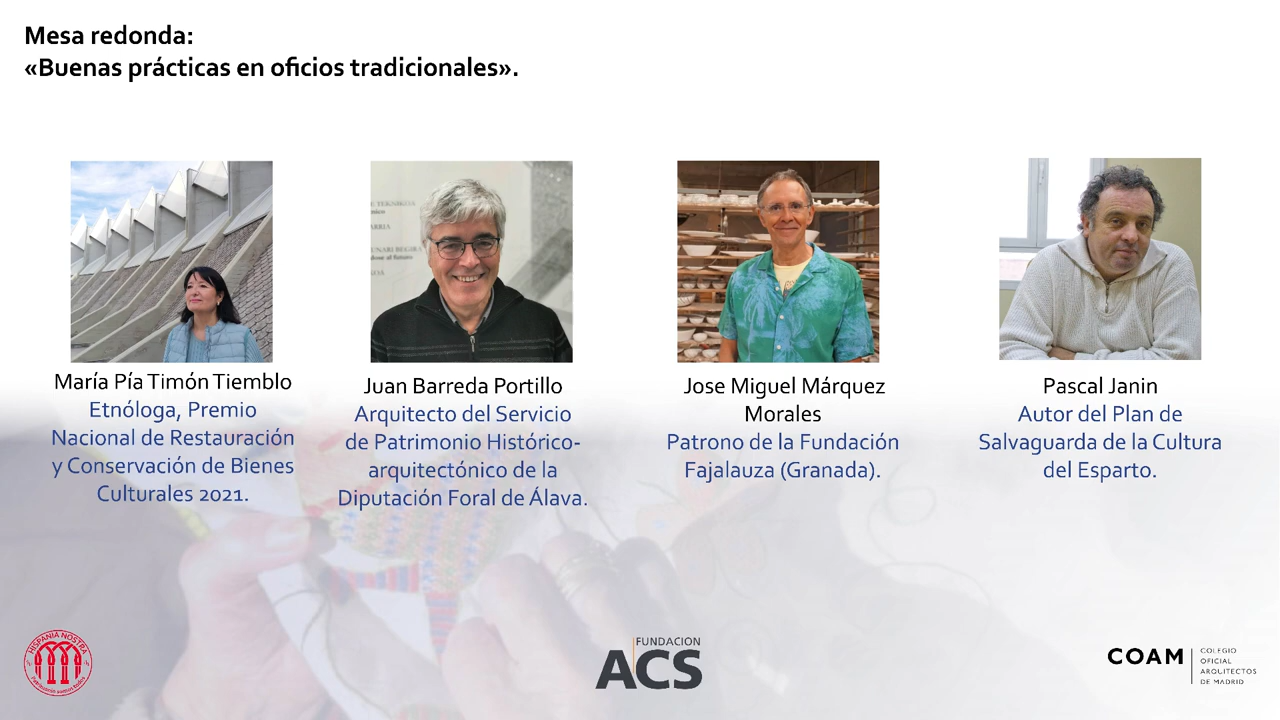 Mesa redonda:
«Buenas prácticas en oficios tradicionales».
María Pía Timón Tiemblo
Etnóloga, Premio
Nacional de Restauración
y Conservación de Bienes
Culturales 2021.
Juan Barreda Portillo
Arquitecto del Servicio
de Patrimonio Histórico-
arquitectónico de la
Diputación Foral de Álava.
Jose Miguel Márquez
Morales
Patrono de la Fundación
Fajalauza (Granada).
Pascal Janin
Autor del Plan de
Salvaguarda de la Cultura
del Esparto.
HISPANIA NOSTRA
FUNDACION
ACS
COAM
COLEGIO
OFICIAL
ARQUITECTOS
DE MADRID